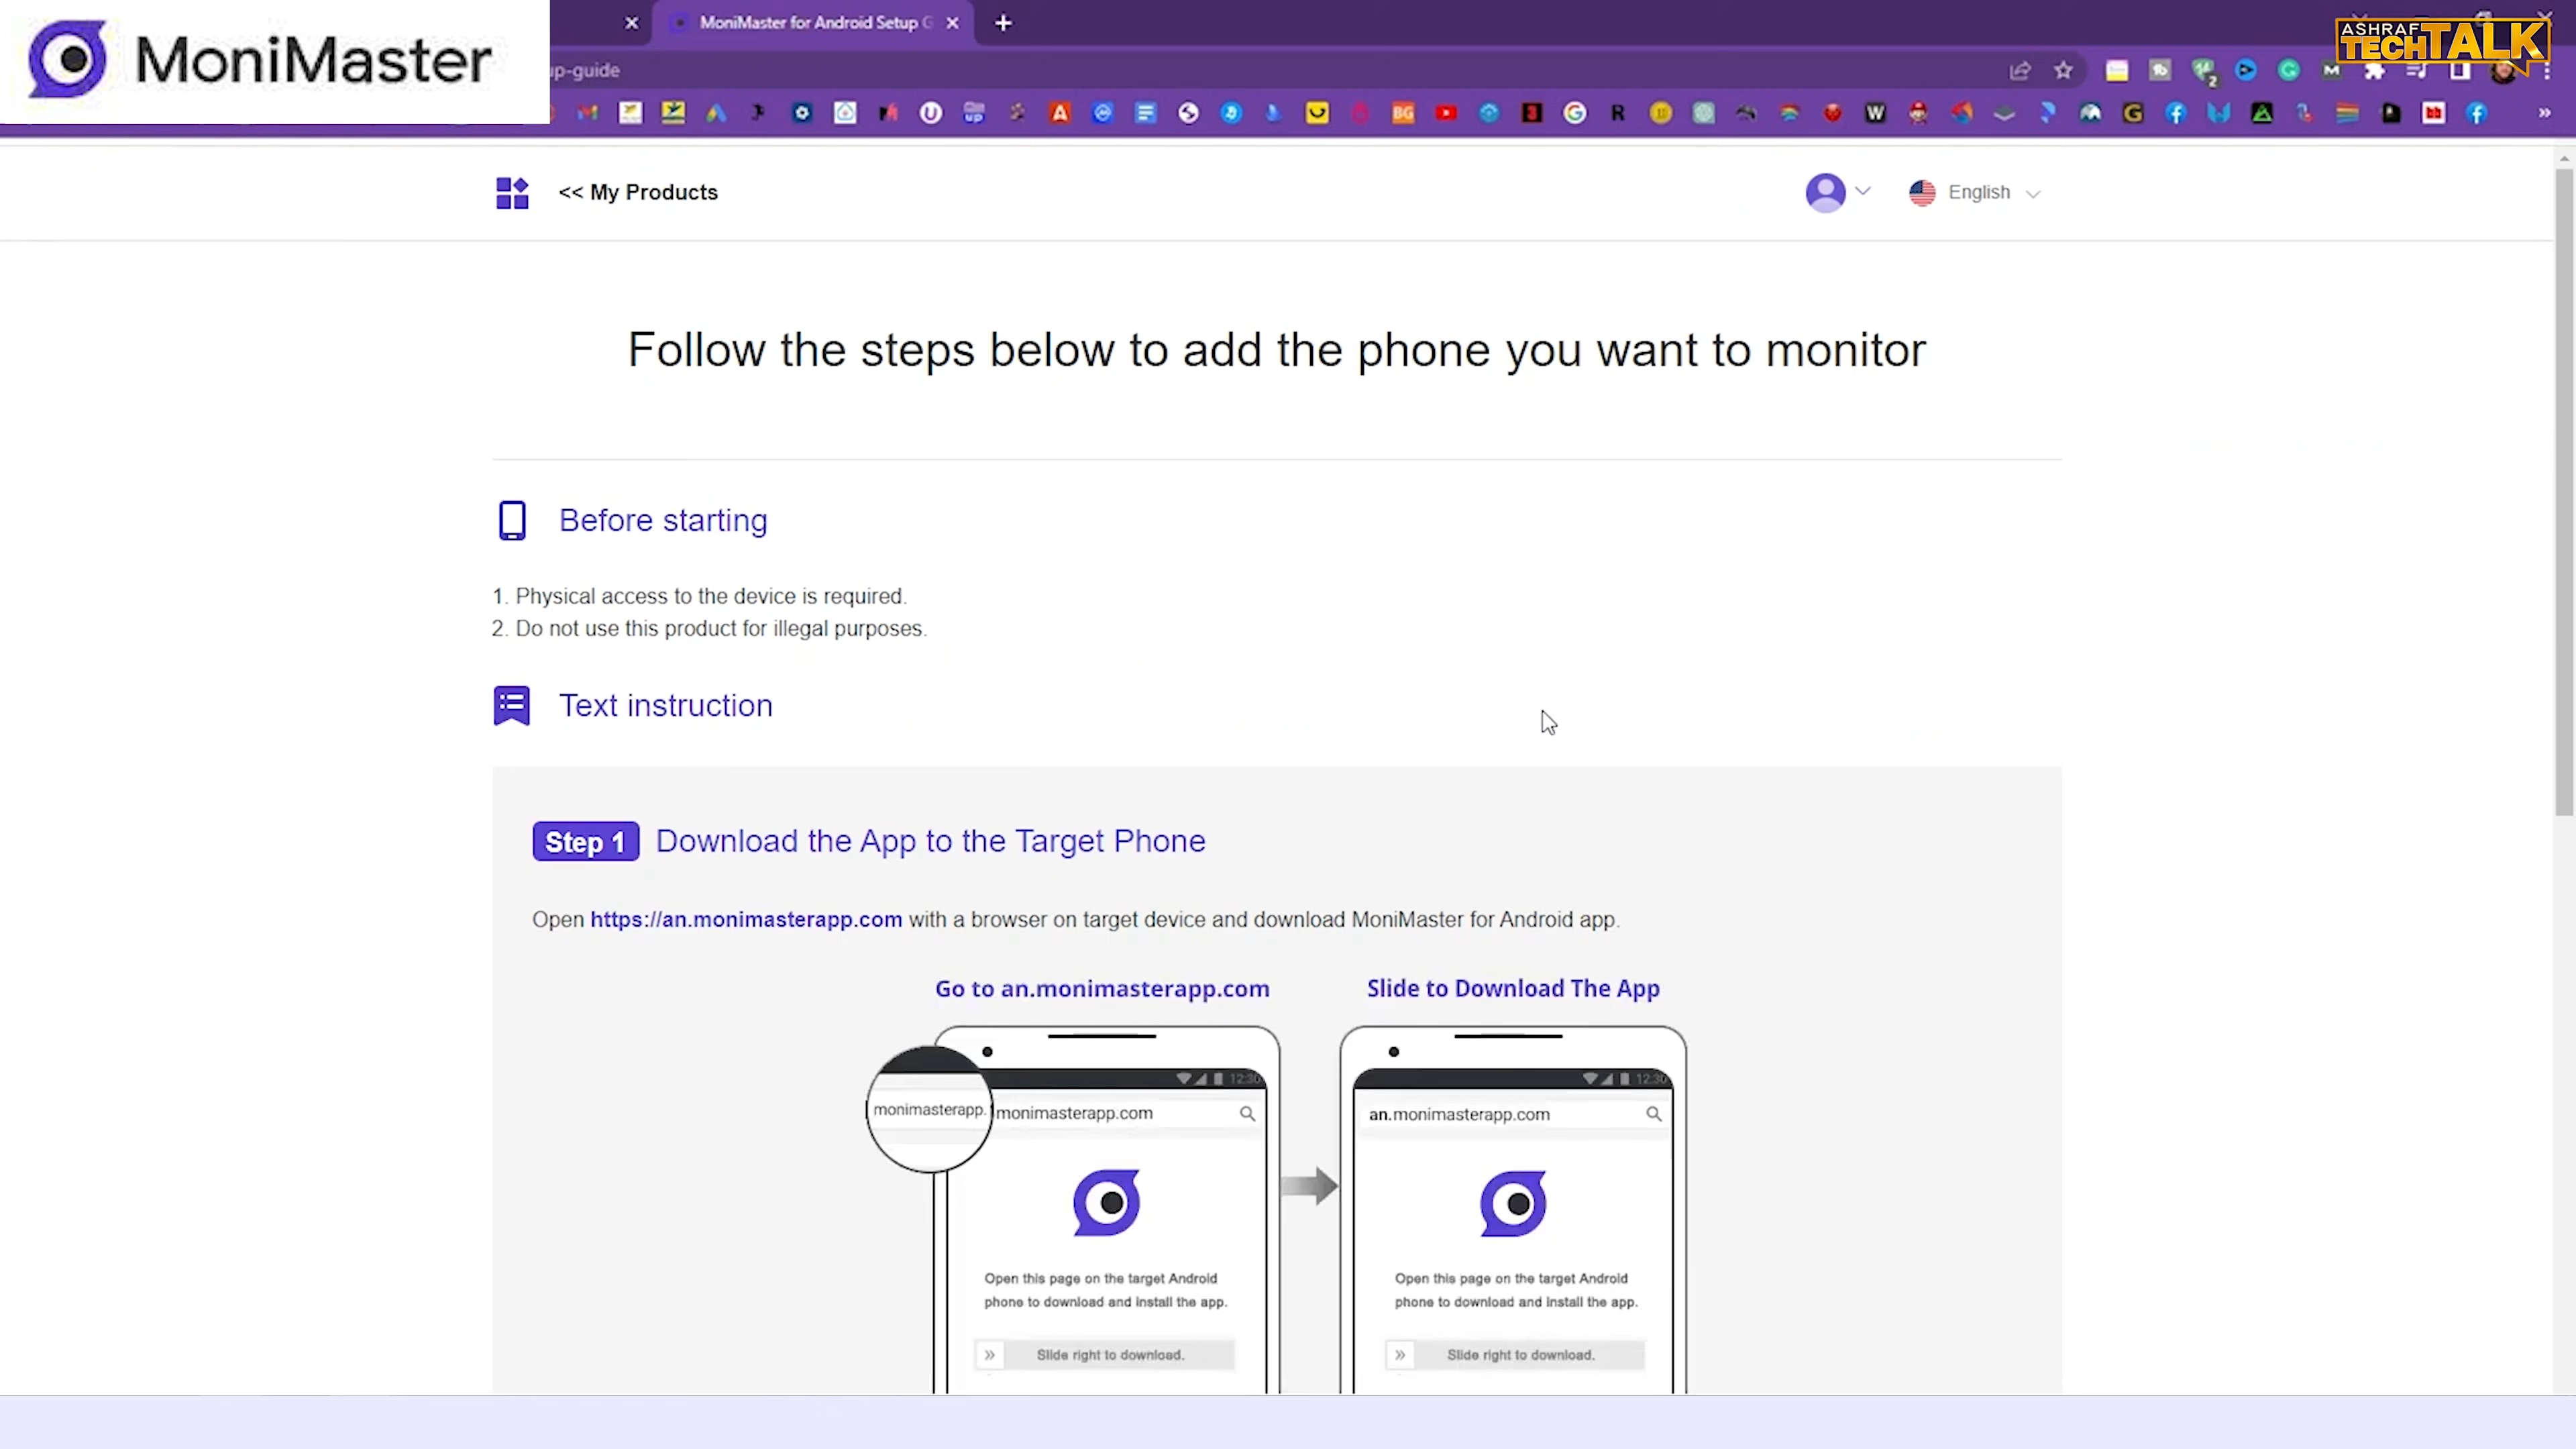 MoniMaster
MoniMaster for Android Setup G
ASHRAF
TECHTALK
up-guide
<< My Products
English
Follow the steps below to add the phone you want to monitor
Before starting
1. Physical access to the device is required.
2. Do not use this product for illegal purposes.
Text instruction
Step 1 Download the App to the Target Phone
Open https://an.monimasterapp.com with a browser on target device and download MoniMaster for Android app.
Go to an.monimasterapp.com
Slide to Download The App
12:30
12:30
monimasterapp.
monimasterapp.com
an.monimasterapp.com
Open this page on the target Android
phone to download and install the app.
Open this page on the target Android
phone to download and install the app.
» Slide right to download.
» Slide right to download.